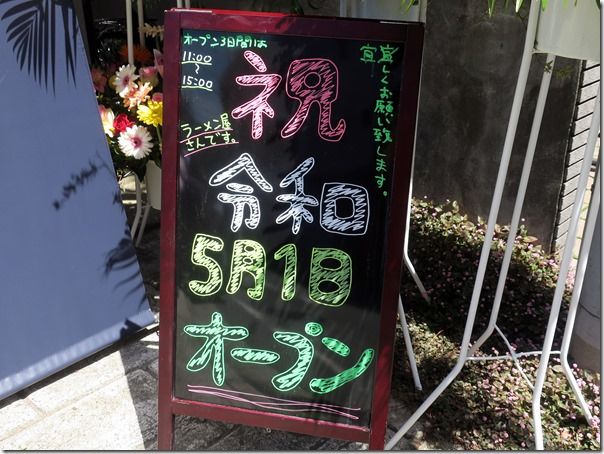 オープン3日間は
11:00
～
15:00
ラーメン屋
さんです。
祝
宜しくお願い致します。
宜
令和
5月1日
オープン